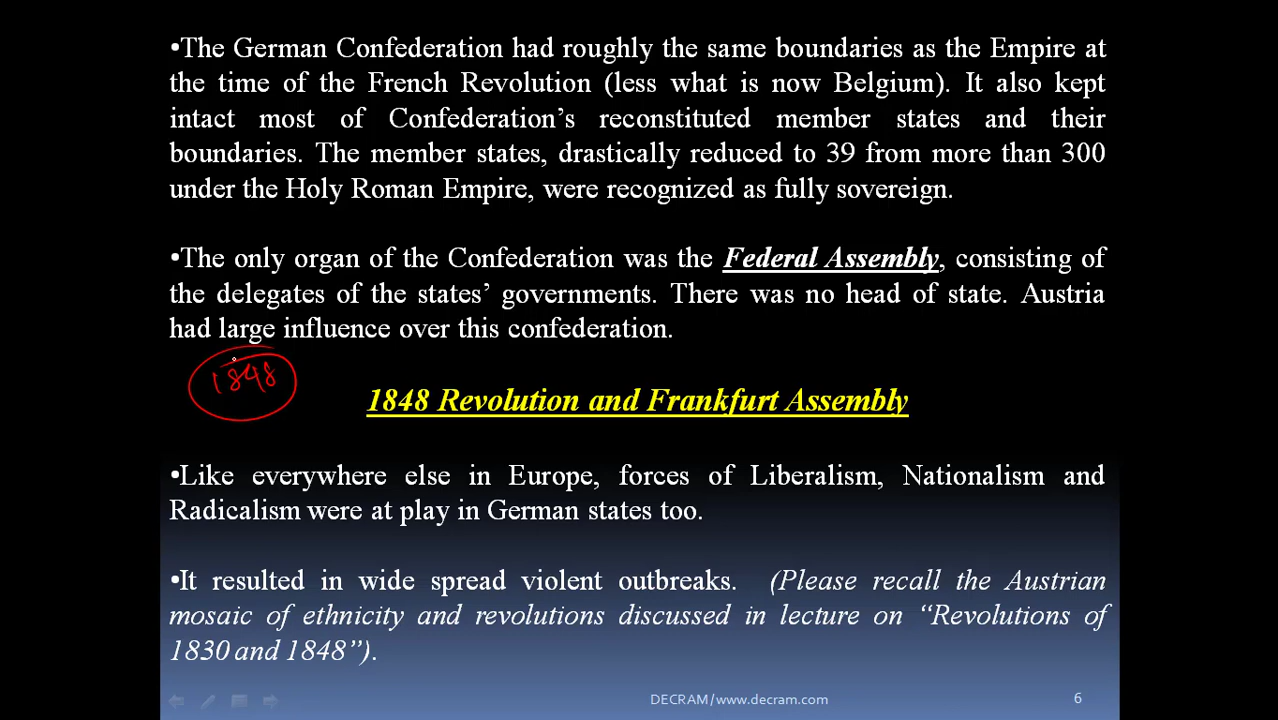 •The German Confederation had roughly the same boundaries as the Empire at
the time of the French Revolution (less what is now Belgium). It also kept
intact most of Confederation’s reconstituted member states and their
boundaries. The member states, drastically reduced to 39 from more than 300
under the Holy Roman Empire, were recognized as fully sovereign.
•The only organ of the Confederation was the Federal Assembly, consisting of
the delegates of the states’ governments. There was no head of state. Austria
had large influence over this confederation.
1848
1848 Revolution and Frankfurt Assembly
•Like everywhere else in Europe, forces of Liberalism, Nationalism and
Radicalism were at play in German states too.
•It resulted in wide spread violent outbreaks. (Please recall the Austrian
mosaic of ethnicity and revolutions discussed in lecture on “Revolutions of
1830 and 1848”).
DECRAM/www.decram.com
6